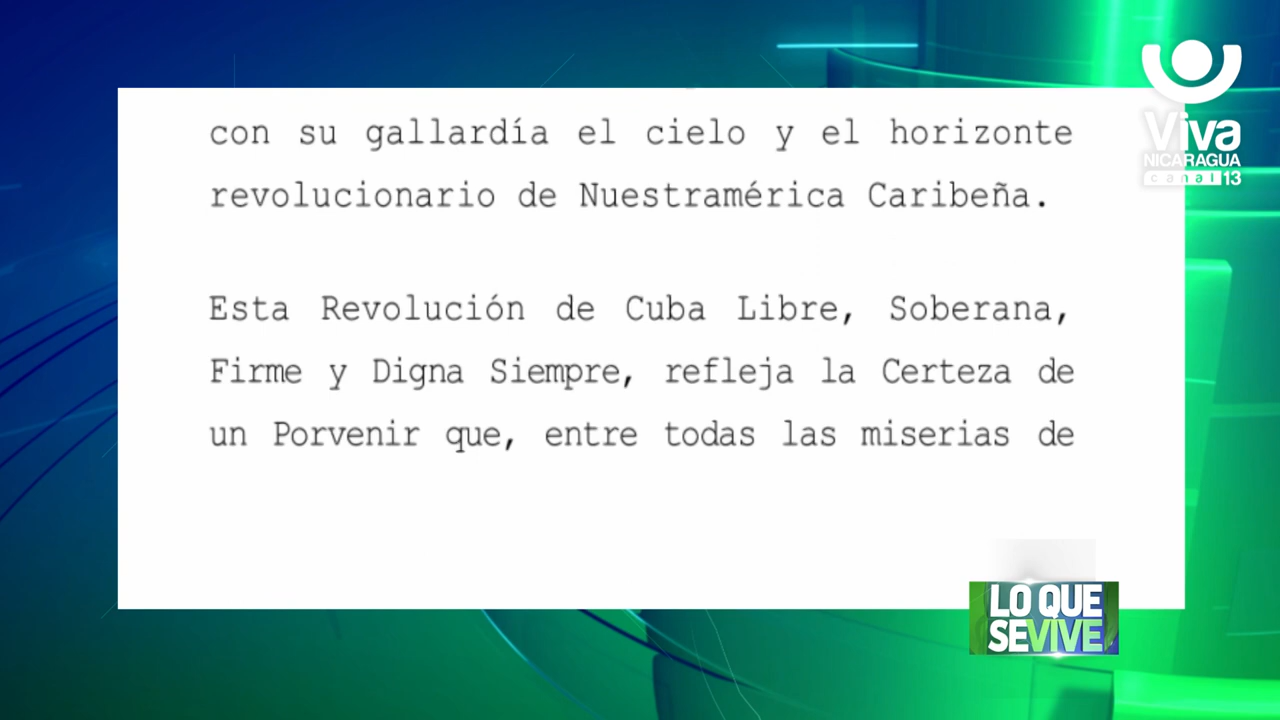 con su gallardía el cielo y el horizonte
revolucionario de Nuestramérica Caribeña.
Esta Revolución de Cuba Libre, Soberana,
Firme y Digna Siempre, refleja la Certeza de
un Porvenir que, entre todas las miserias de
Viva
NICARAGUA
canal 13
LO QUE
SEVIVE